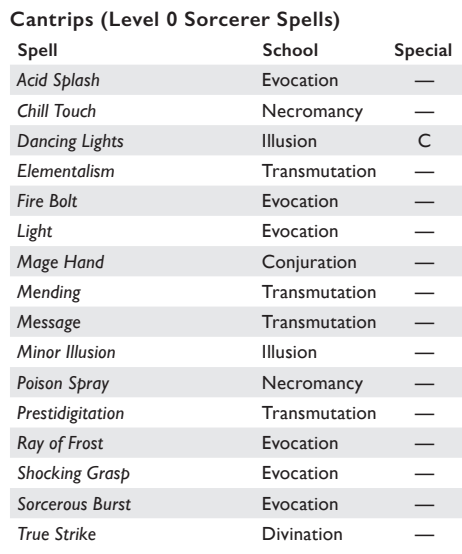 Cantrips (Level 0 Sorcerer Spells)
Spell School Special
Acid Splash Evocation —
Chill Touch Necromancy —
Dancing Lights Illusion C
Elementalism Transmutation —
Fire Bolt Evocation —
Light Evocation —
Mage Hand Conjuration —
Mending Transmutation —
Message Transmutation —
Minor Illusion Illusion —
Poison Spray Necromancy —
Prestidigitation Transmutation —
Ray of Frost Evocation —
Shocking Grasp Evocation —
Sorcerous Burst Evocation —
True Strike Divination —